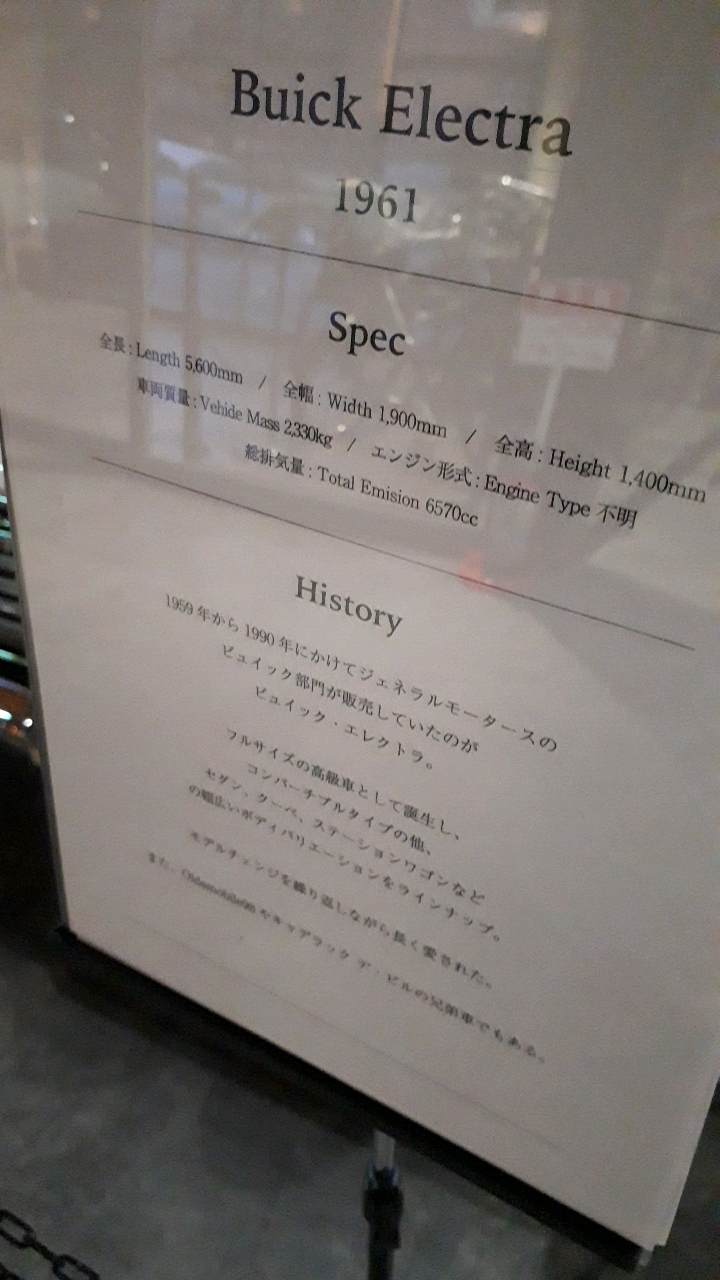 Buick Electra
1961
Spec
全長 : Length 5,600mm / 全幅 : Width 1,900mm / 全高 : Height 1,400mm
車両質量 : Vehide Mass 2,330kg / エンジン形式 : Engine Type 不明
総排気量 : Total Emision 6570cc
History
1959 年から 1990 年にかけてジェネラルモータースの
ビュイック部門が販売していたのが
ビュイック・エレクトラ。
フルサイズの高級車として誕生し、
コンバーチブルタイプの他、
セダン、クーペ、ステーションワゴンなど
の幅広いボディバリエーションをラインナップ。
モデルチェンジを繰り返しながら長く愛された。
また、Oldsmobile98 やキャデラック デ・ビルの兄弟車でもある。